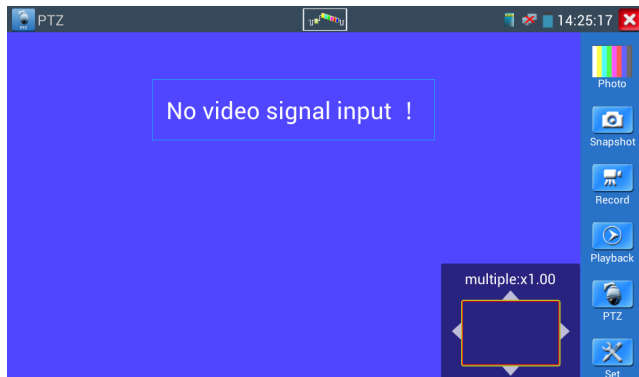 PTZ
14:25:17
No video signal input !
Photo
Snapshot
Record
Playback
multiple:x1.00
PTZ
Set